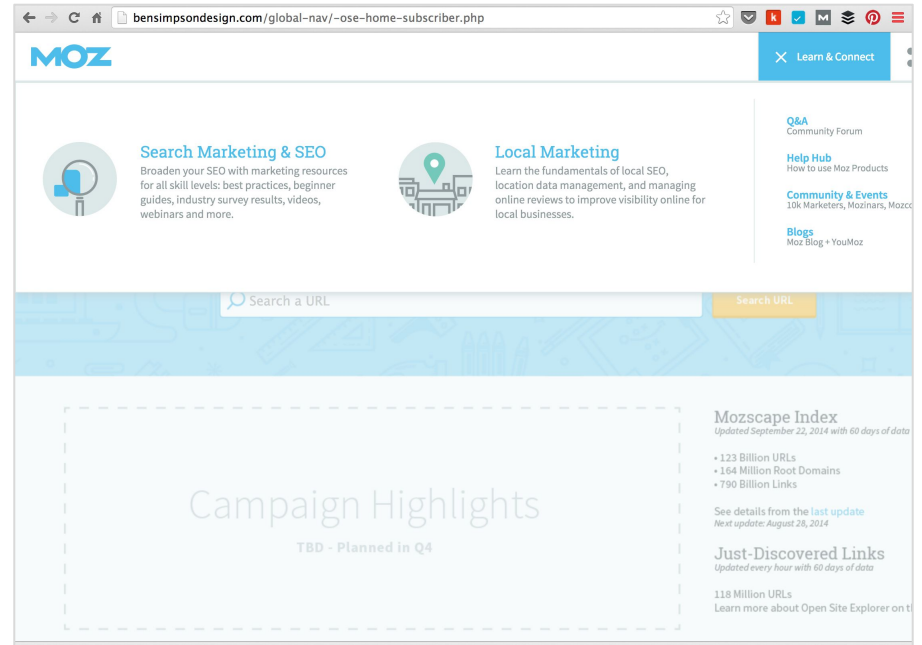 bensimpsondesign.com/global-nav/-ose-home-subscriber.php
MOZ
Learn & Connect
Search Marketing & SEO
Broaden your SEO with marketing resources
for all skill levels: best practices, beginner
guides, industry survey results, videos,
webinars and more.
Local Marketing
Learn the fundamentals of local SEO,
location data management, and managing
online reviews to improve visibility online for
local businesses.
Q&A
Community Forum
Help Hub
How to use Moz Products
Community & Events
10k Marketers, Mozinars,
Blogs
Moz Blog + YouMoz
Search a URL
Search URL
Campaign Highlights
TBD - Planned in Q4
Mozscape Index
Updated September 22, 2014 with 60 days of data
• 123 Billion URLs
• 164 Million Root Domains
• 790 Billion Links
See details from the last update
Next update: August 28, 2014
Just-Discovered Links
Updated every hour with 60 days of data
118 Million URLs
Learn more about Open Site Explorer on